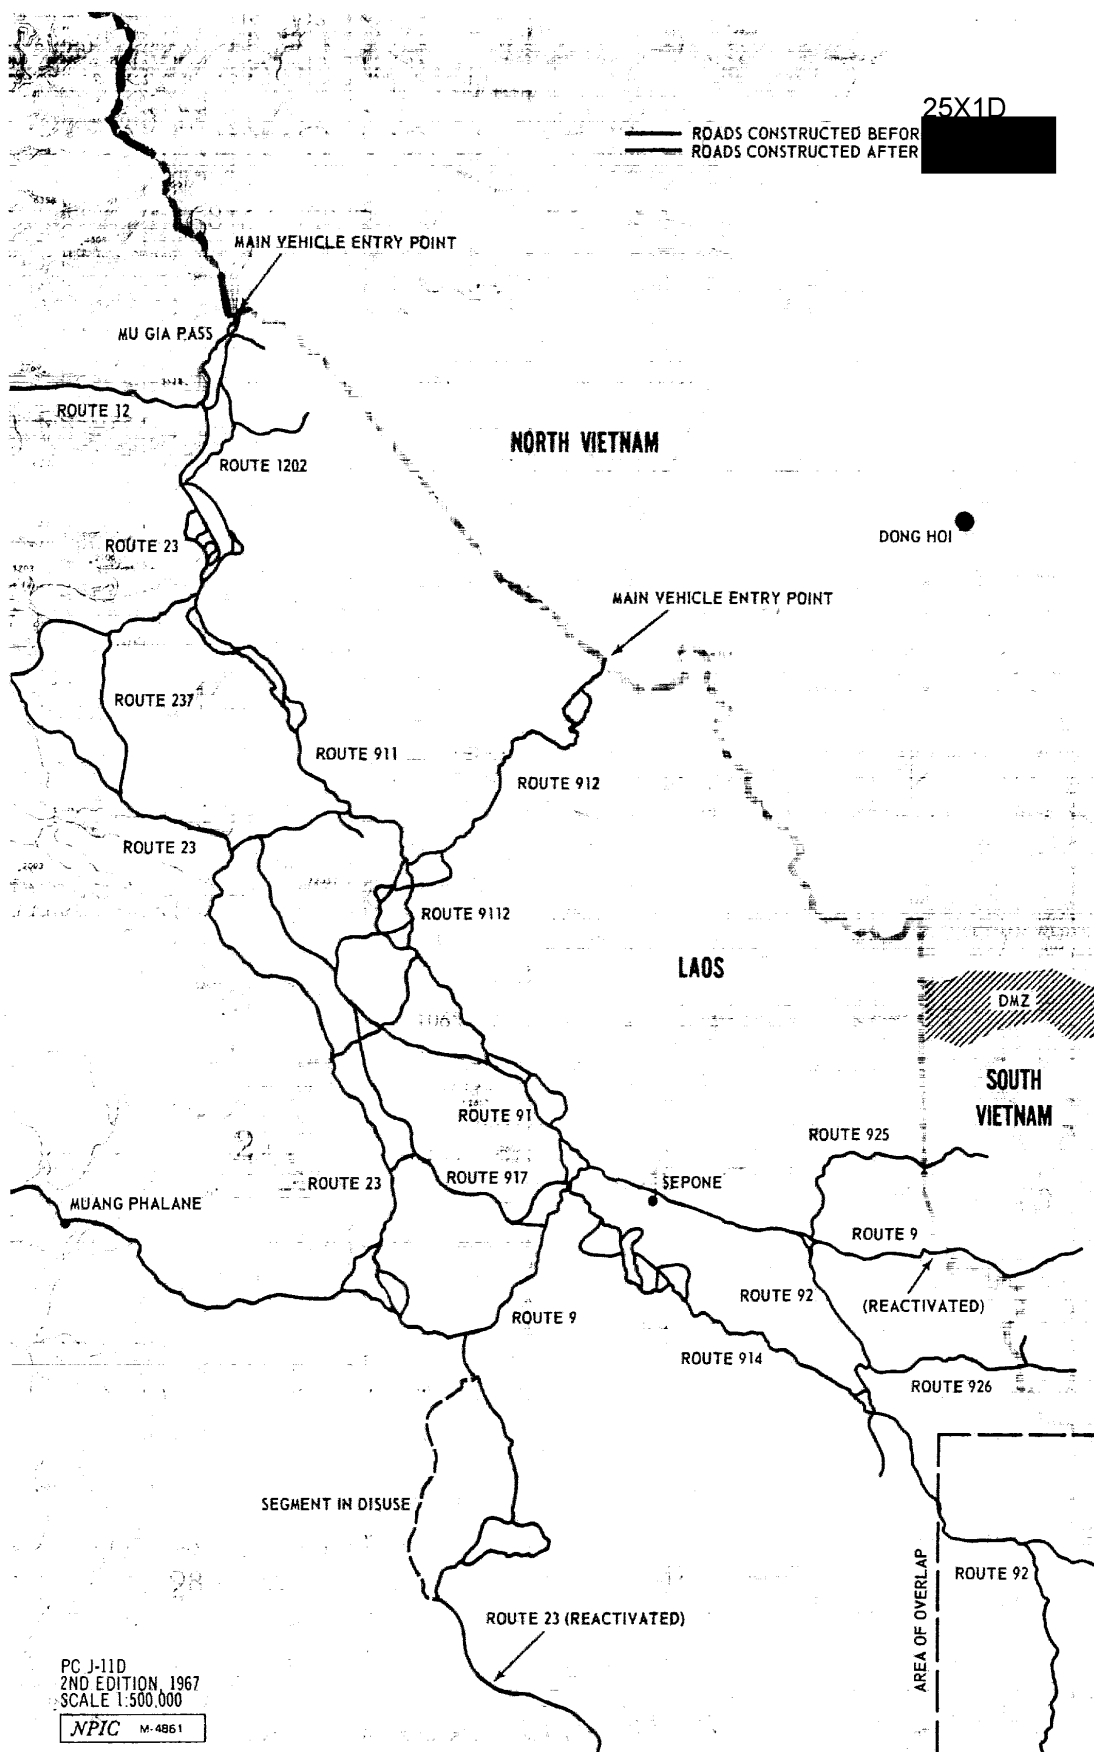 25X1D
ROADS CONSTRUCTED BEFOR
ROADS CONSTRUCTED AFTER
MAIN VEHICLE ENTRY POINT
MU GIA PASS
ROUTE 12
ROUTE 1202
NORTH VIETNAM
DONG HOI
ROUTE 23
MAIN VEHICLE ENTRY POINT
ROUTE 237
ROUTE 911
ROUTE 912
ROUTE 23
ROUTE 9112
LAOS
DMZ
SOUTH
VIETNAM
ROUTE 91
ROUTE 925
ROUTE 23
ROUTE 917
SEPONE
MUANG PHALANE
ROUTE 9
ROUTE 92
(REACTIVATED)
ROUTE 9
ROUTE 914
ROUTE 926
SEGMENT IN DISUSE
AREA OF OVERLAP
ROUTE 92
ROUTE 23 (REACTIVATED)
PC J-11D
2ND EDITION, 1967
SCALE 1:500,000
NPIC M-4861